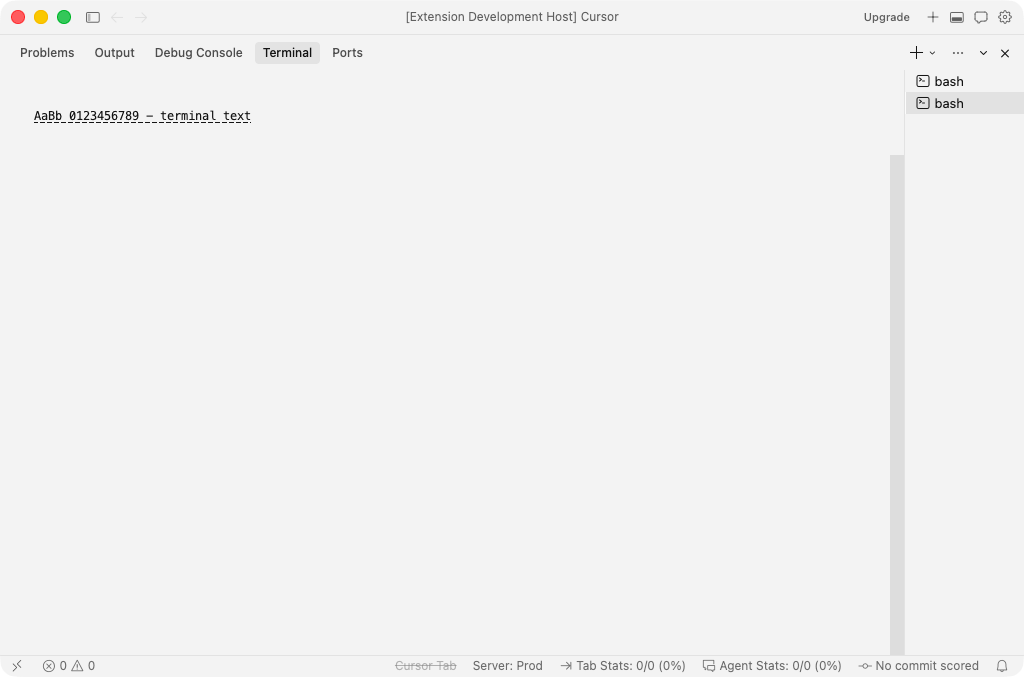 [Extension Development Host] Cursor
Upgrade
Problems Output Debug Console Terminal Ports
bash
bash
AaBb 0123456789 — terminal text
0 0 Cursor Tab Server: Prod Tab Stats: 0/0 (0%) Agent Stats: 0/0 (0%) No commit scored